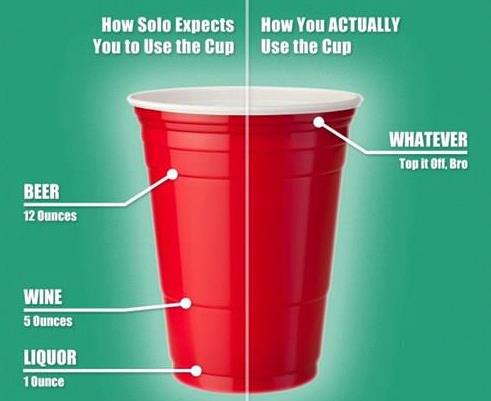 How Solo Expects
You to Use the Cup
How You ACTUALLY
Use the Cup
WHATEVER
Top it Off, Bro
BEER
12 Ounces
WINE
5 Ounces
LIQUOR
1 Ounce